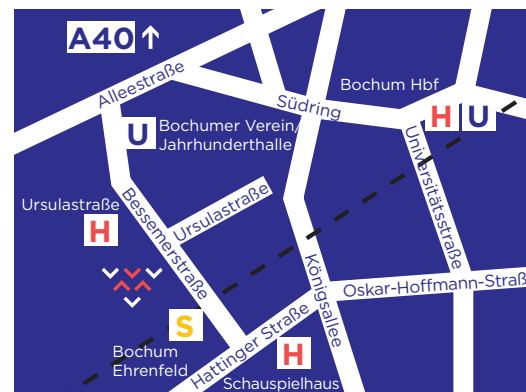 A40 ↑
Alleestraße
Südring
Bochum Hbf
H U
U Bochumer Verein/
Jahrhunderthalle
Universitätsstraße
Ursulastraße
H
Bessemerstraße
Ursulastraße
Königsallee
Oskar-Hoffmann-Straß
S
Bochum
Ehrenfeld
Hattinger Straße
H
Schauspielhaus